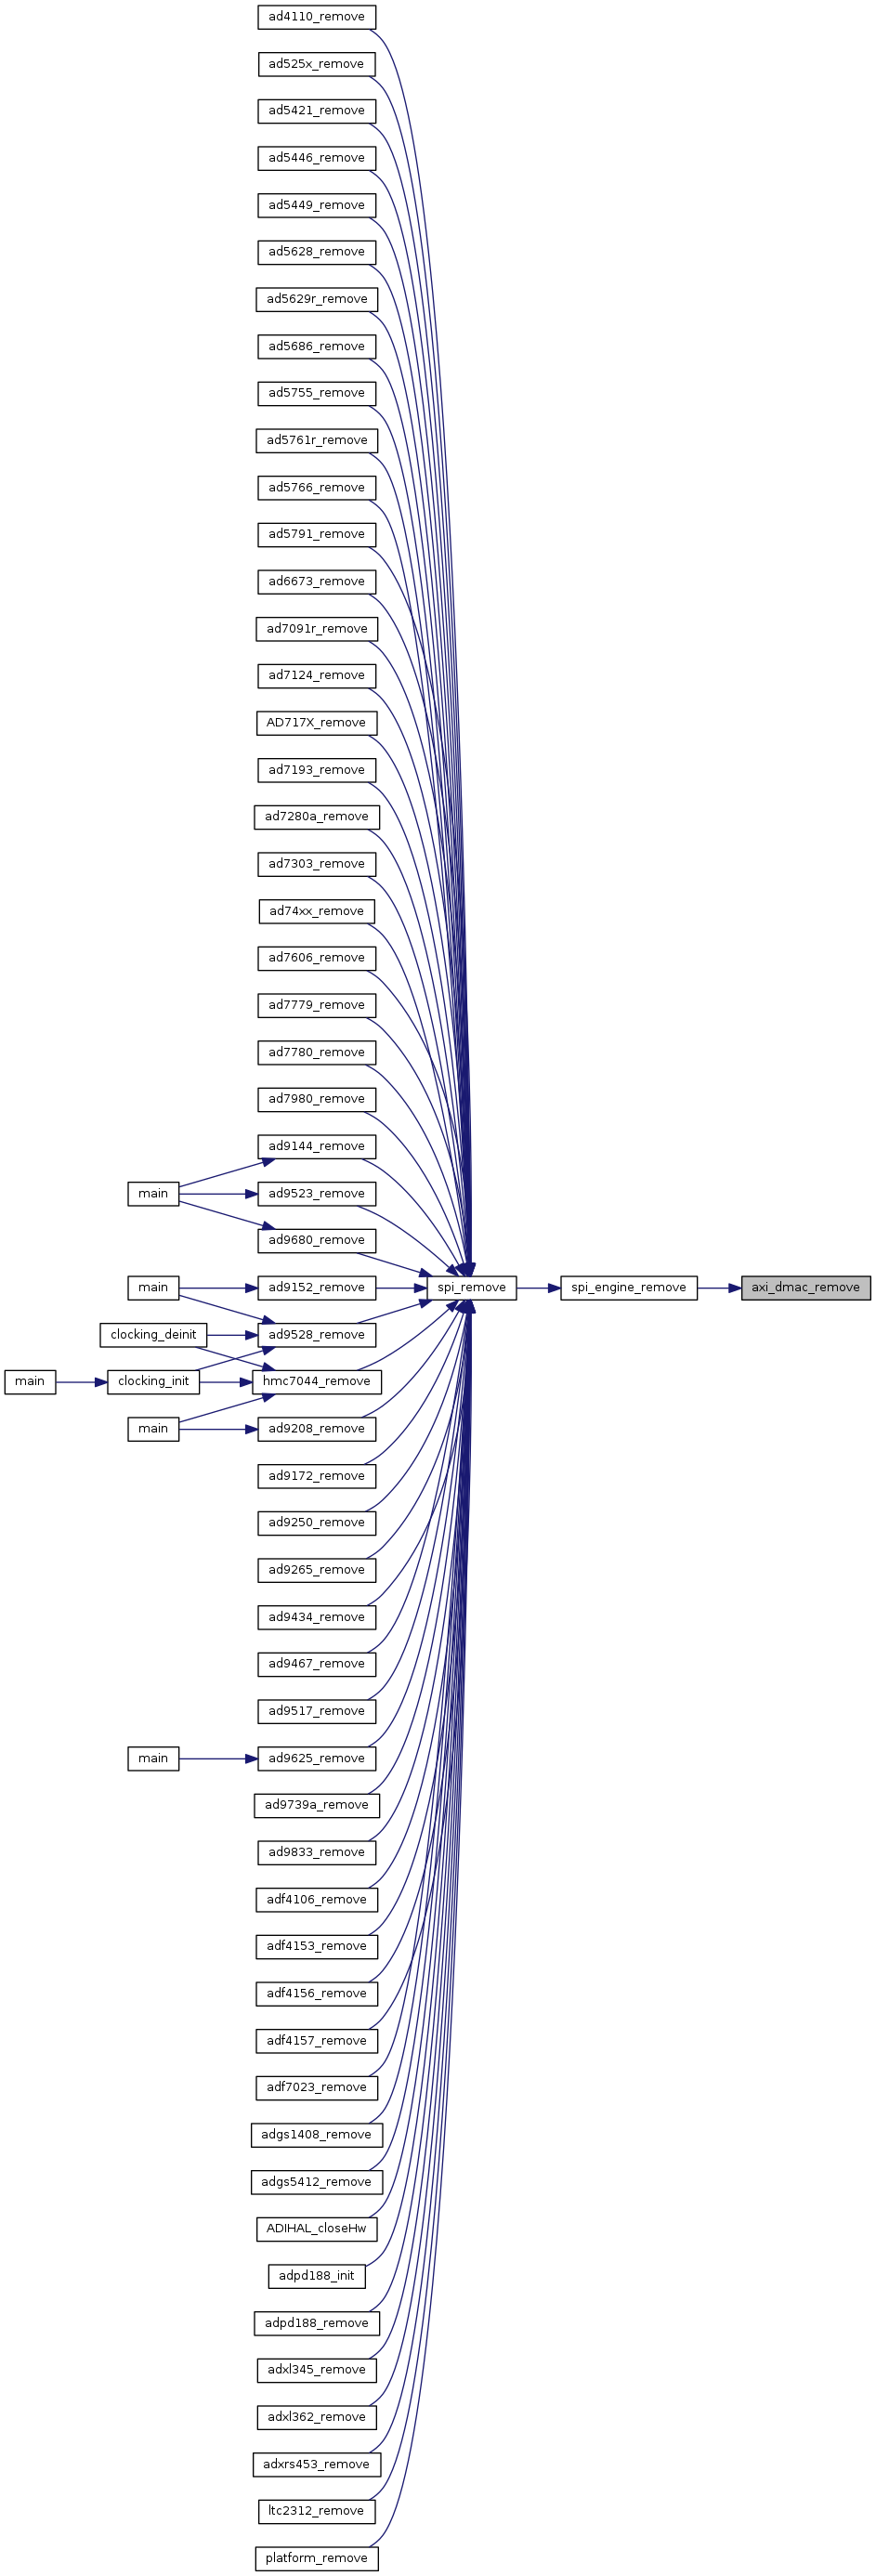 ad4110_remove
ad525x_remove
ad5421_remove
ad5446_remove
ad5449_remove
ad5628_remove
ad5629r_remove
ad5686_remove
ad5755_remove
ad5761r_remove
ad5766_remove
ad5791_remove
ad6673_remove
ad7091r_remove
ad7124_remove
AD717X_remove
ad7193_remove
ad7280a_remove
ad7303_remove
ad74xx_remove
ad7606_remove
ad7779_remove
ad7780_remove
ad7980_remove
ad9144_remove
main
ad9523_remove
ad9680_remove
main
ad9152_remove
spi_remove
spi_engine_remove
axi_dmac_remove
clocking_deinit
ad9528_remove
main
clocking_init
hmc7044_remove
main
ad9208_remove
ad9172_remove
ad9250_remove
ad9265_remove
ad9434_remove
ad9467_remove
ad9517_remove
main
ad9625_remove
ad9739a_remove
ad9833_remove
adf4106_remove
adf4153_remove
adf4156_remove
adf4157_remove
adf7023_remove
adgs1408_remove
adgs5412_remove
ADIHAL_closeHw
adpd188_init
adpd188_remove
adxl345_remove
adxl362_remove
adxrs453_remove
ltc2312_remove
platform_remove